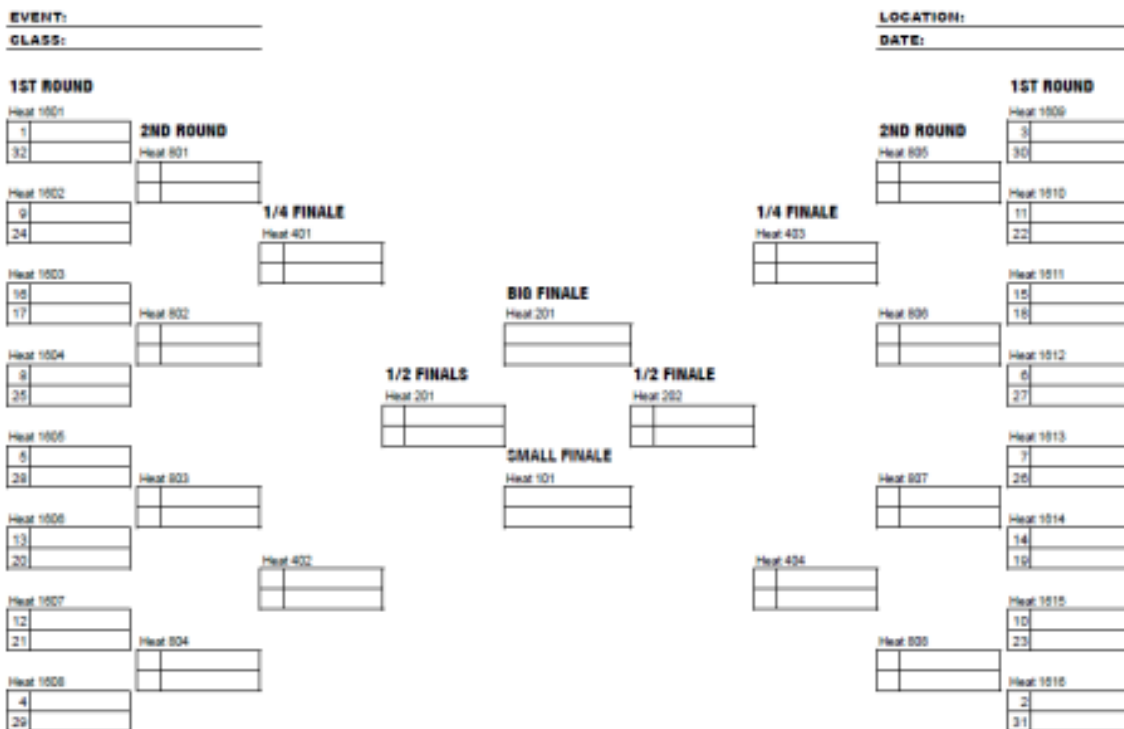 EVENT:
CLASS:
LOCATION:
DATE:
1ST ROUND
Heat 1601
1
32
Heat 1602
9
24
Heat 1603
16
17
Heat 1604
8
25
Heat 1605
5
28
Heat 1606
13
20
Heat 1607
12
21
Heat 1608
4
29
2ND ROUND
Heat 801
Heat 802
Heat 803
Heat 804
1/4 FINALE
Heat 401
Heat 402
1/2 FINALS
Heat 201
BIG FINALE
Heat 201
SMALL FINALE
Heat 101
1/2 FINALE
Heat 202
1/4 FINALE
Heat 403
Heat 404
2ND ROUND
Heat 805
Heat 806
Heat 807
Heat 808
1ST ROUND
Heat 1609
3
30
Heat 1610
11
22
Heat 1611
15
18
Heat 1612
6
27
Heat 1613
7
26
Heat 1614
14
19
Heat 1615
10
23
Heat 1616
2
31